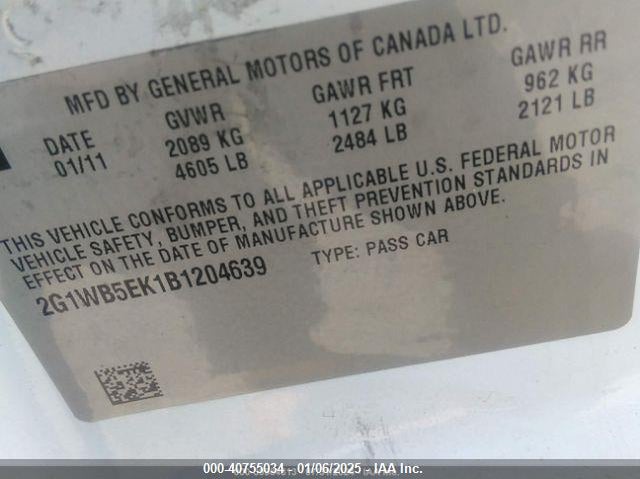 MFD BY GENERAL MOTORS OF CANADA LTD.
DATE GVWR GAWR FRT GAWR RR
01/11 2089 KG 1127 KG 962 KG
4605 LB 2484 LB 2121 LB
THIS VEHICLE CONFORMS TO ALL APPLICABLE U.S. FEDERAL MOTOR
VEHICLE SAFETY, BUMPER, AND THEFT PREVENTION STANDARDS IN
EFFECT ON THE DATE OF MANUFACTURE SHOWN ABOVE.
2G1WB5EK1B1204639 TYPE: PASS CAR
000-40755034 - 01/06/2025 - IAA Inc.